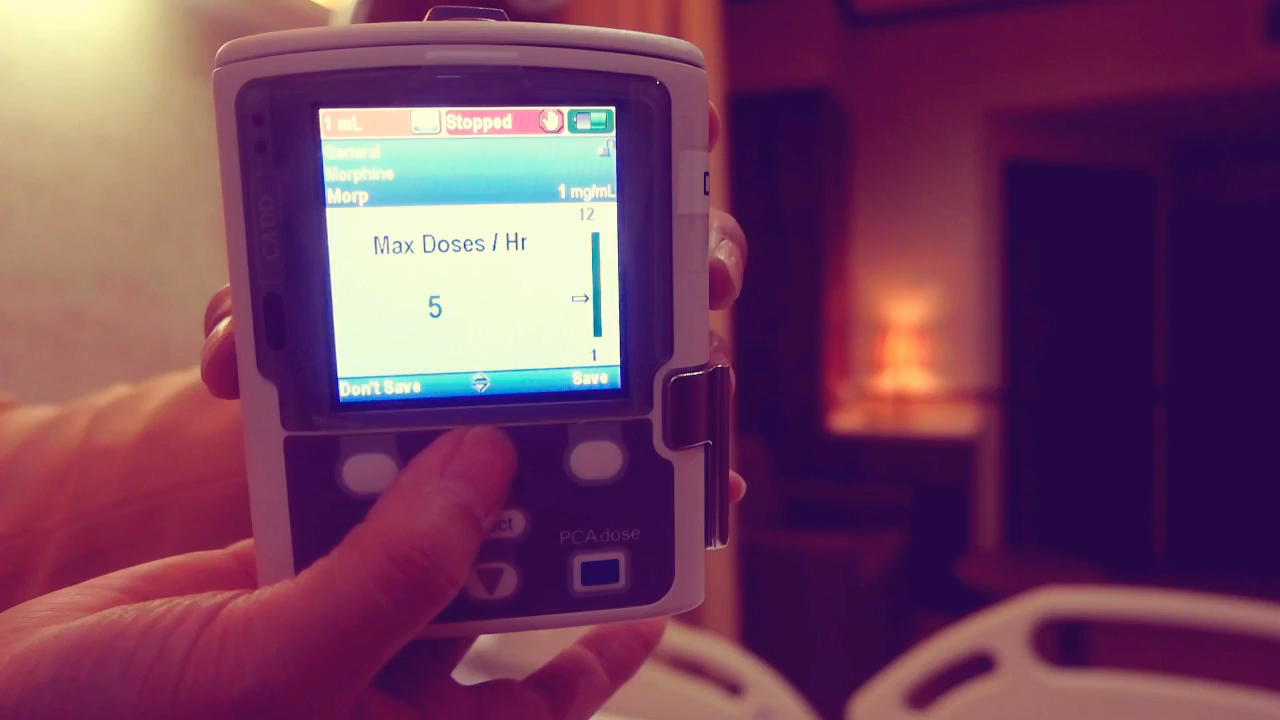 1 mL Stopped
General
Morphine
Morp 1 mg/mL
12
Max Doses / Hr
5
1
Don't Save Save
CADD
PCA dose